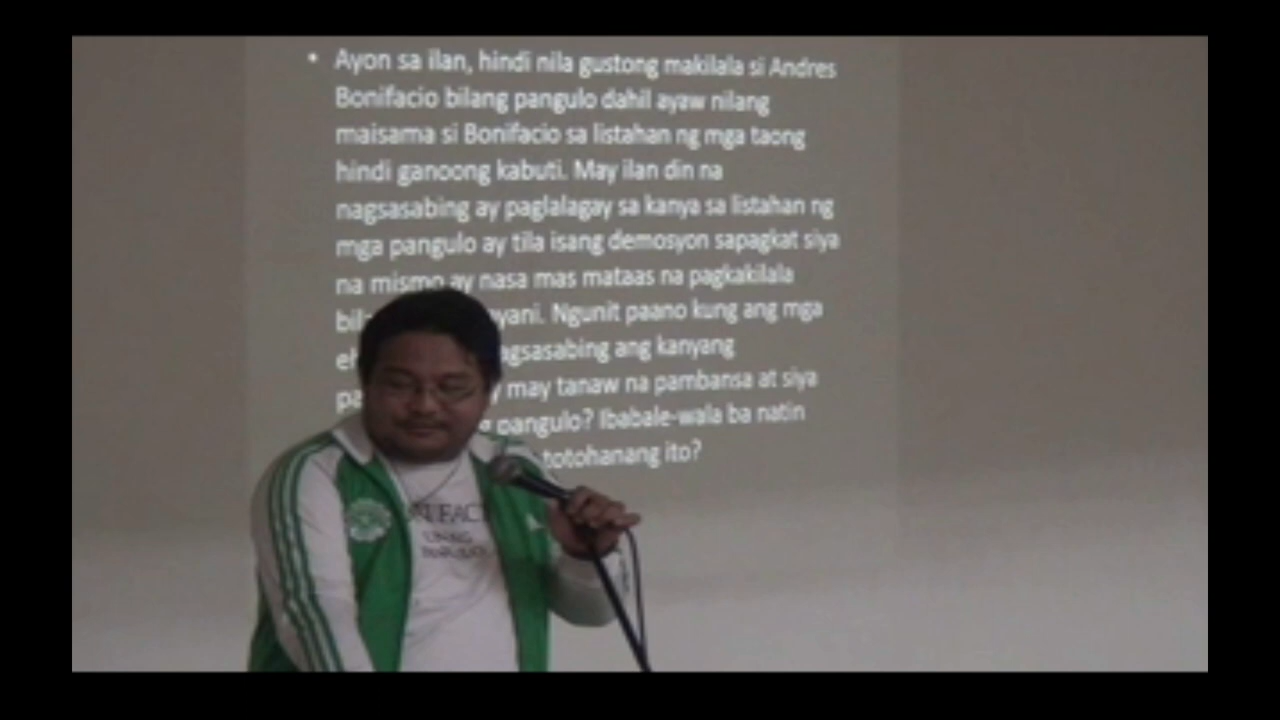 • Ayon sa ilan, hindi nila gustong makilala si Andres
Bonifacio bilang pangulo dahil ayaw nilang
maisama si Bonifacio sa listahan ng mga taong
hindi ganoong kabuti. May ilan din na
nagsasabing ay paglalagay sa kanya sa listahan ng
mga pangulo ay tila isang demosyon sapagkat siya
na mismo ay nasa mas mataas na pagkakilala
yani. Ngunit paano kung ang mga
agsasabing ang kanyang
y may tanaw na pambansa at siya
g pangulo? Ibabale-wala ba natin
totohanang ito?
UNANG
PANGULO